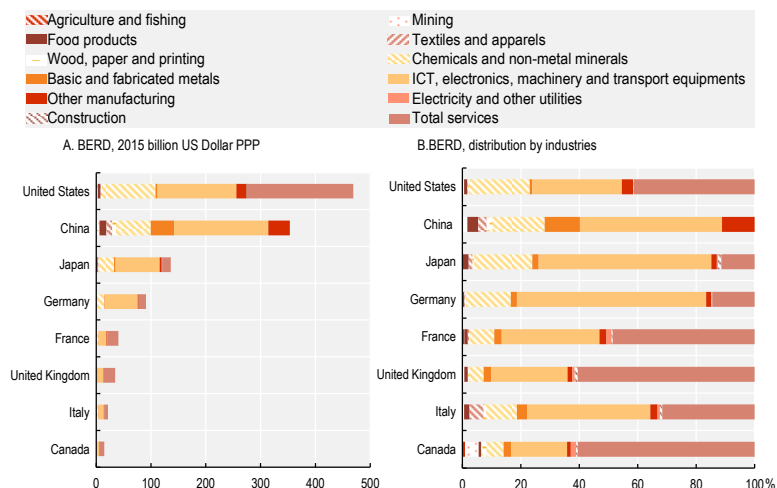 Agriculture and fishing
Mining
Food products
Textiles and apparels
Wood, paper and printing
Chemicals and non-metal minerals
Basic and fabricated metals
ICT, electronics, machinery and transport equipments
Other manufacturing
Electricity and other utilities
Construction
Total services
A. BERD, 2015 billion US Dollar PPP
United States
China
Japan
Germany
France
United Kingdom
Italy
Canada
0 100 200 300 400 500
B.BERD, distribution by industries
United States
China
Japan
Germany
France
United Kingdom
Italy
Canada
0 20 40 60 80 100%